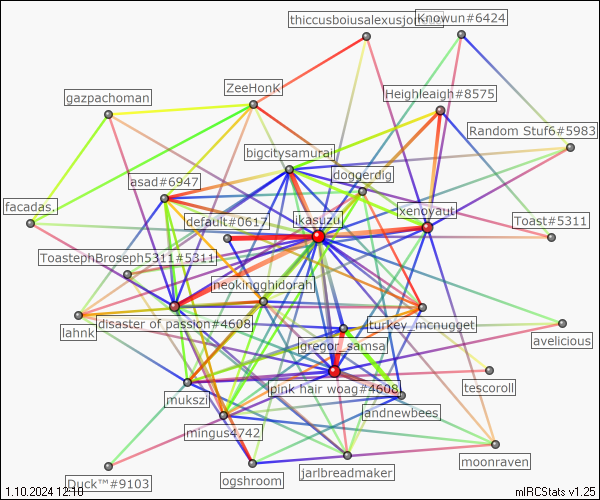 thiccusboiusalexusjon
Knowun#6424
ZeeHonK
Heighleaigh#8575
gazpachoman
Random Stuf6#5983
bigcitysamurai
doggerdig
asad#6947
facadas.
default#0617
ikasuzu
xenoyaut
Toast#5311
ToastephBroseph5311#5311
neokingghidorah
lahnk
disaster of passion#4608
turkey_mcnugget
gregor_samsa
avelicious
pink hair woag#4608
tescoroll
mukszi
andnewbees
mingus4742
moonraven
Duck™#9103
ogshroom
jarlbreadmaker
1.10.2024 12:10
mIRCStats v1.25